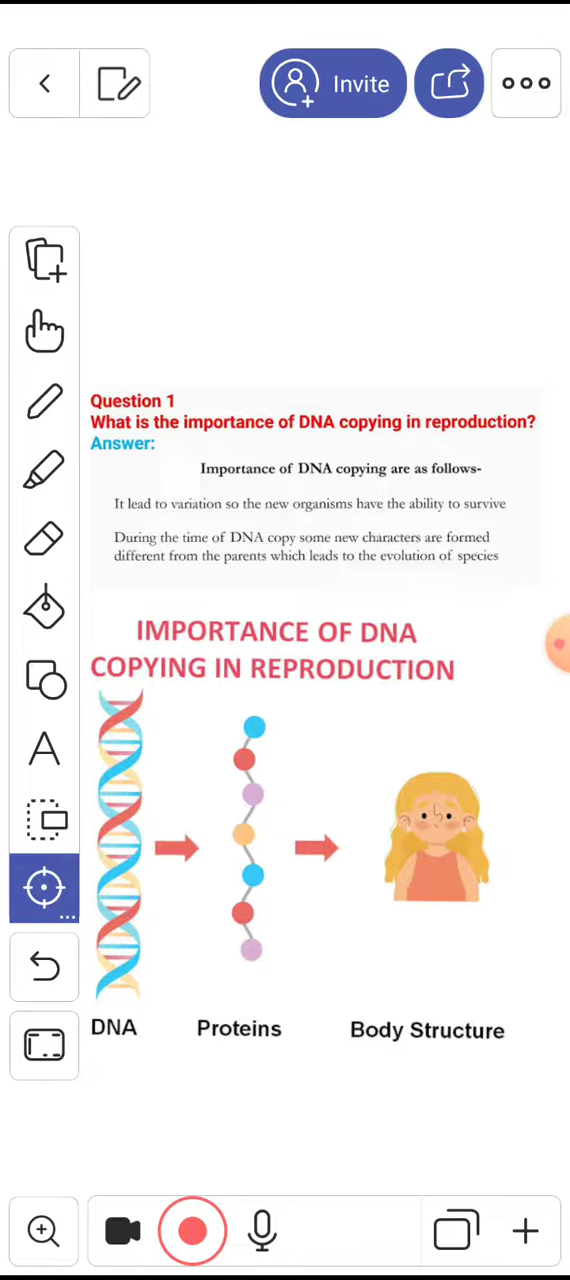 Invite
Question 1
What is the importance of DNA copying in reproduction?
Answer:
Importance of DNA copying are as follows-
It lead to variation so the new organisms have the ability to survive
During the time of DNA copy some new characters are formed
different from the parents which leads to the evolution of species
IMPORTANCE OF DNA
COPYING IN REPRODUCTION
A
DNA
Proteins
Body Structure